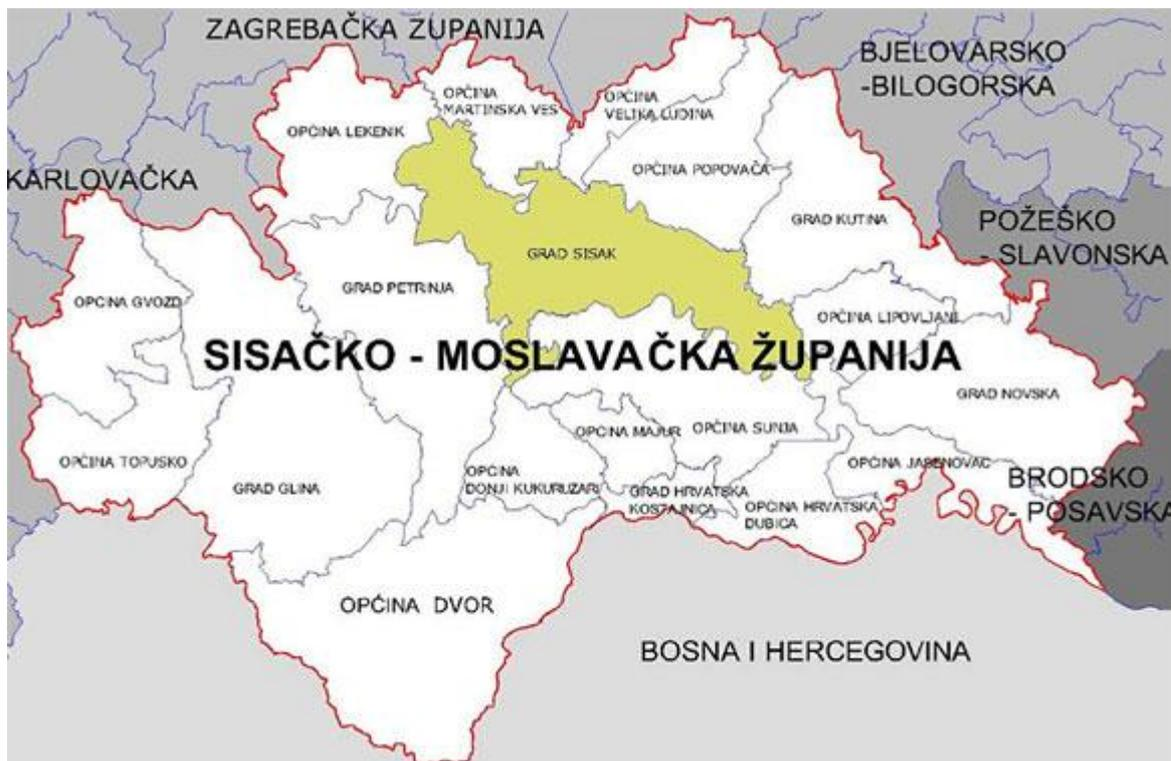 ZAGREBAČKA ŽUPANIJA
BJELOVARSKO
-BILOGORSKA
OPĆINA
MARTINSKA VES
OPĆINA
VELIKA LUDINA
OPĆINA LEKENIK
OPĆINA POPOVAČA
KARLOVAČKA
GRAD KUTINA
POŽEŠKO
- SLAVONSKA
GRAD SISAK
GRAD PETRINJA
OPĆINA GVOZD
OPĆINA LIPOVLJANI
SISAČKO - MOSLAVAČKA ŽUPANIJA
GRAD NOVSKA
OPĆINA MAJUR
OPĆINA SUNJA
OPĆINA TOPUSKO
OPĆINA JASENOVAC
OPĆINA
DONJI KUKURUZARI
GRAD GLINA
GRAD HRVATSKA
KOSTAJNICA
OPĆINA HRVATSKA
DUBICA
BRODSKO
- POSAVSKA
OPĆINA DVOR
BOSNA I HERCEGOVINA